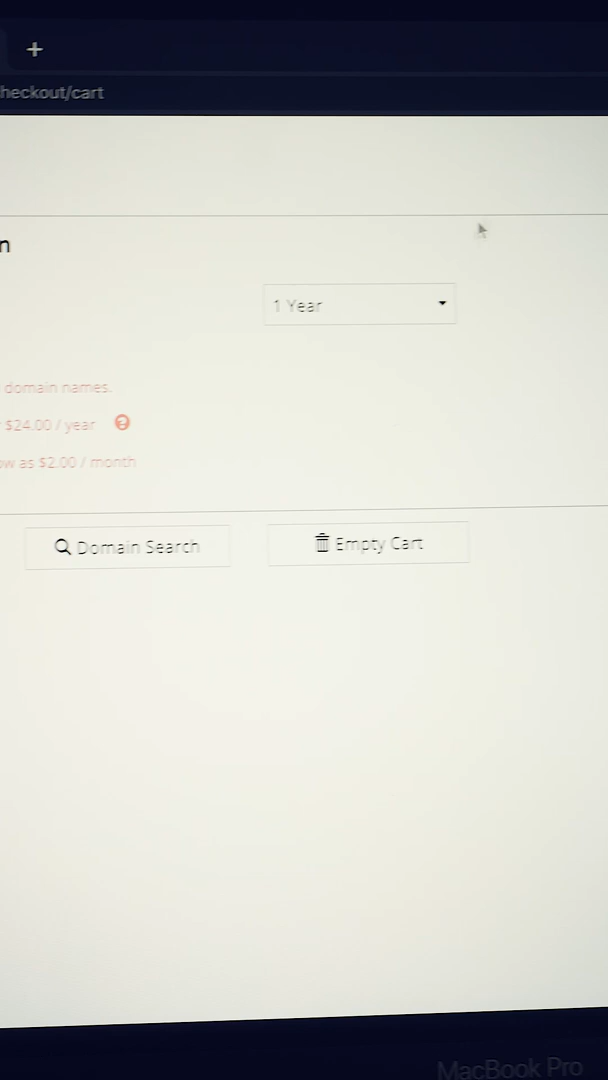 +
heckout/cart
n
1 Year
domain names.
$24.00 / year
ow as $2.00 / month
Domain Search
Empty Cart
MacBook Pro